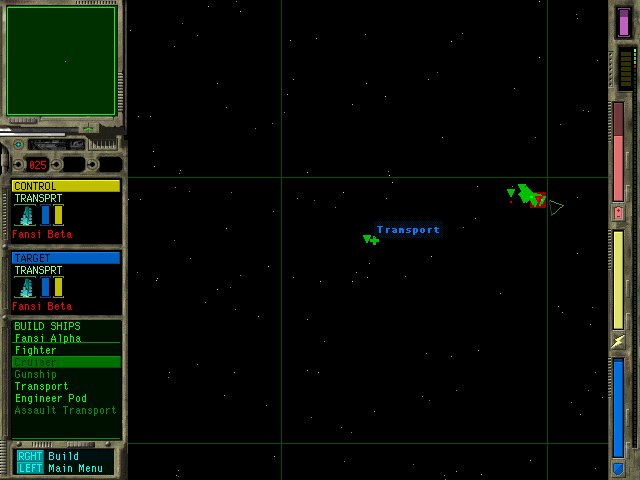 025
CONTROL
TRANSPRT
Fansi Beta
TARGET
TRANSPRT
Fansi Beta
BUILD SHIPS
Fansi Alpha
Fighter
Cruiser
Gunship
Transport
Engineer Pod
Assault Transport
RGHT Build
LEFT Main Menu
Transport
7